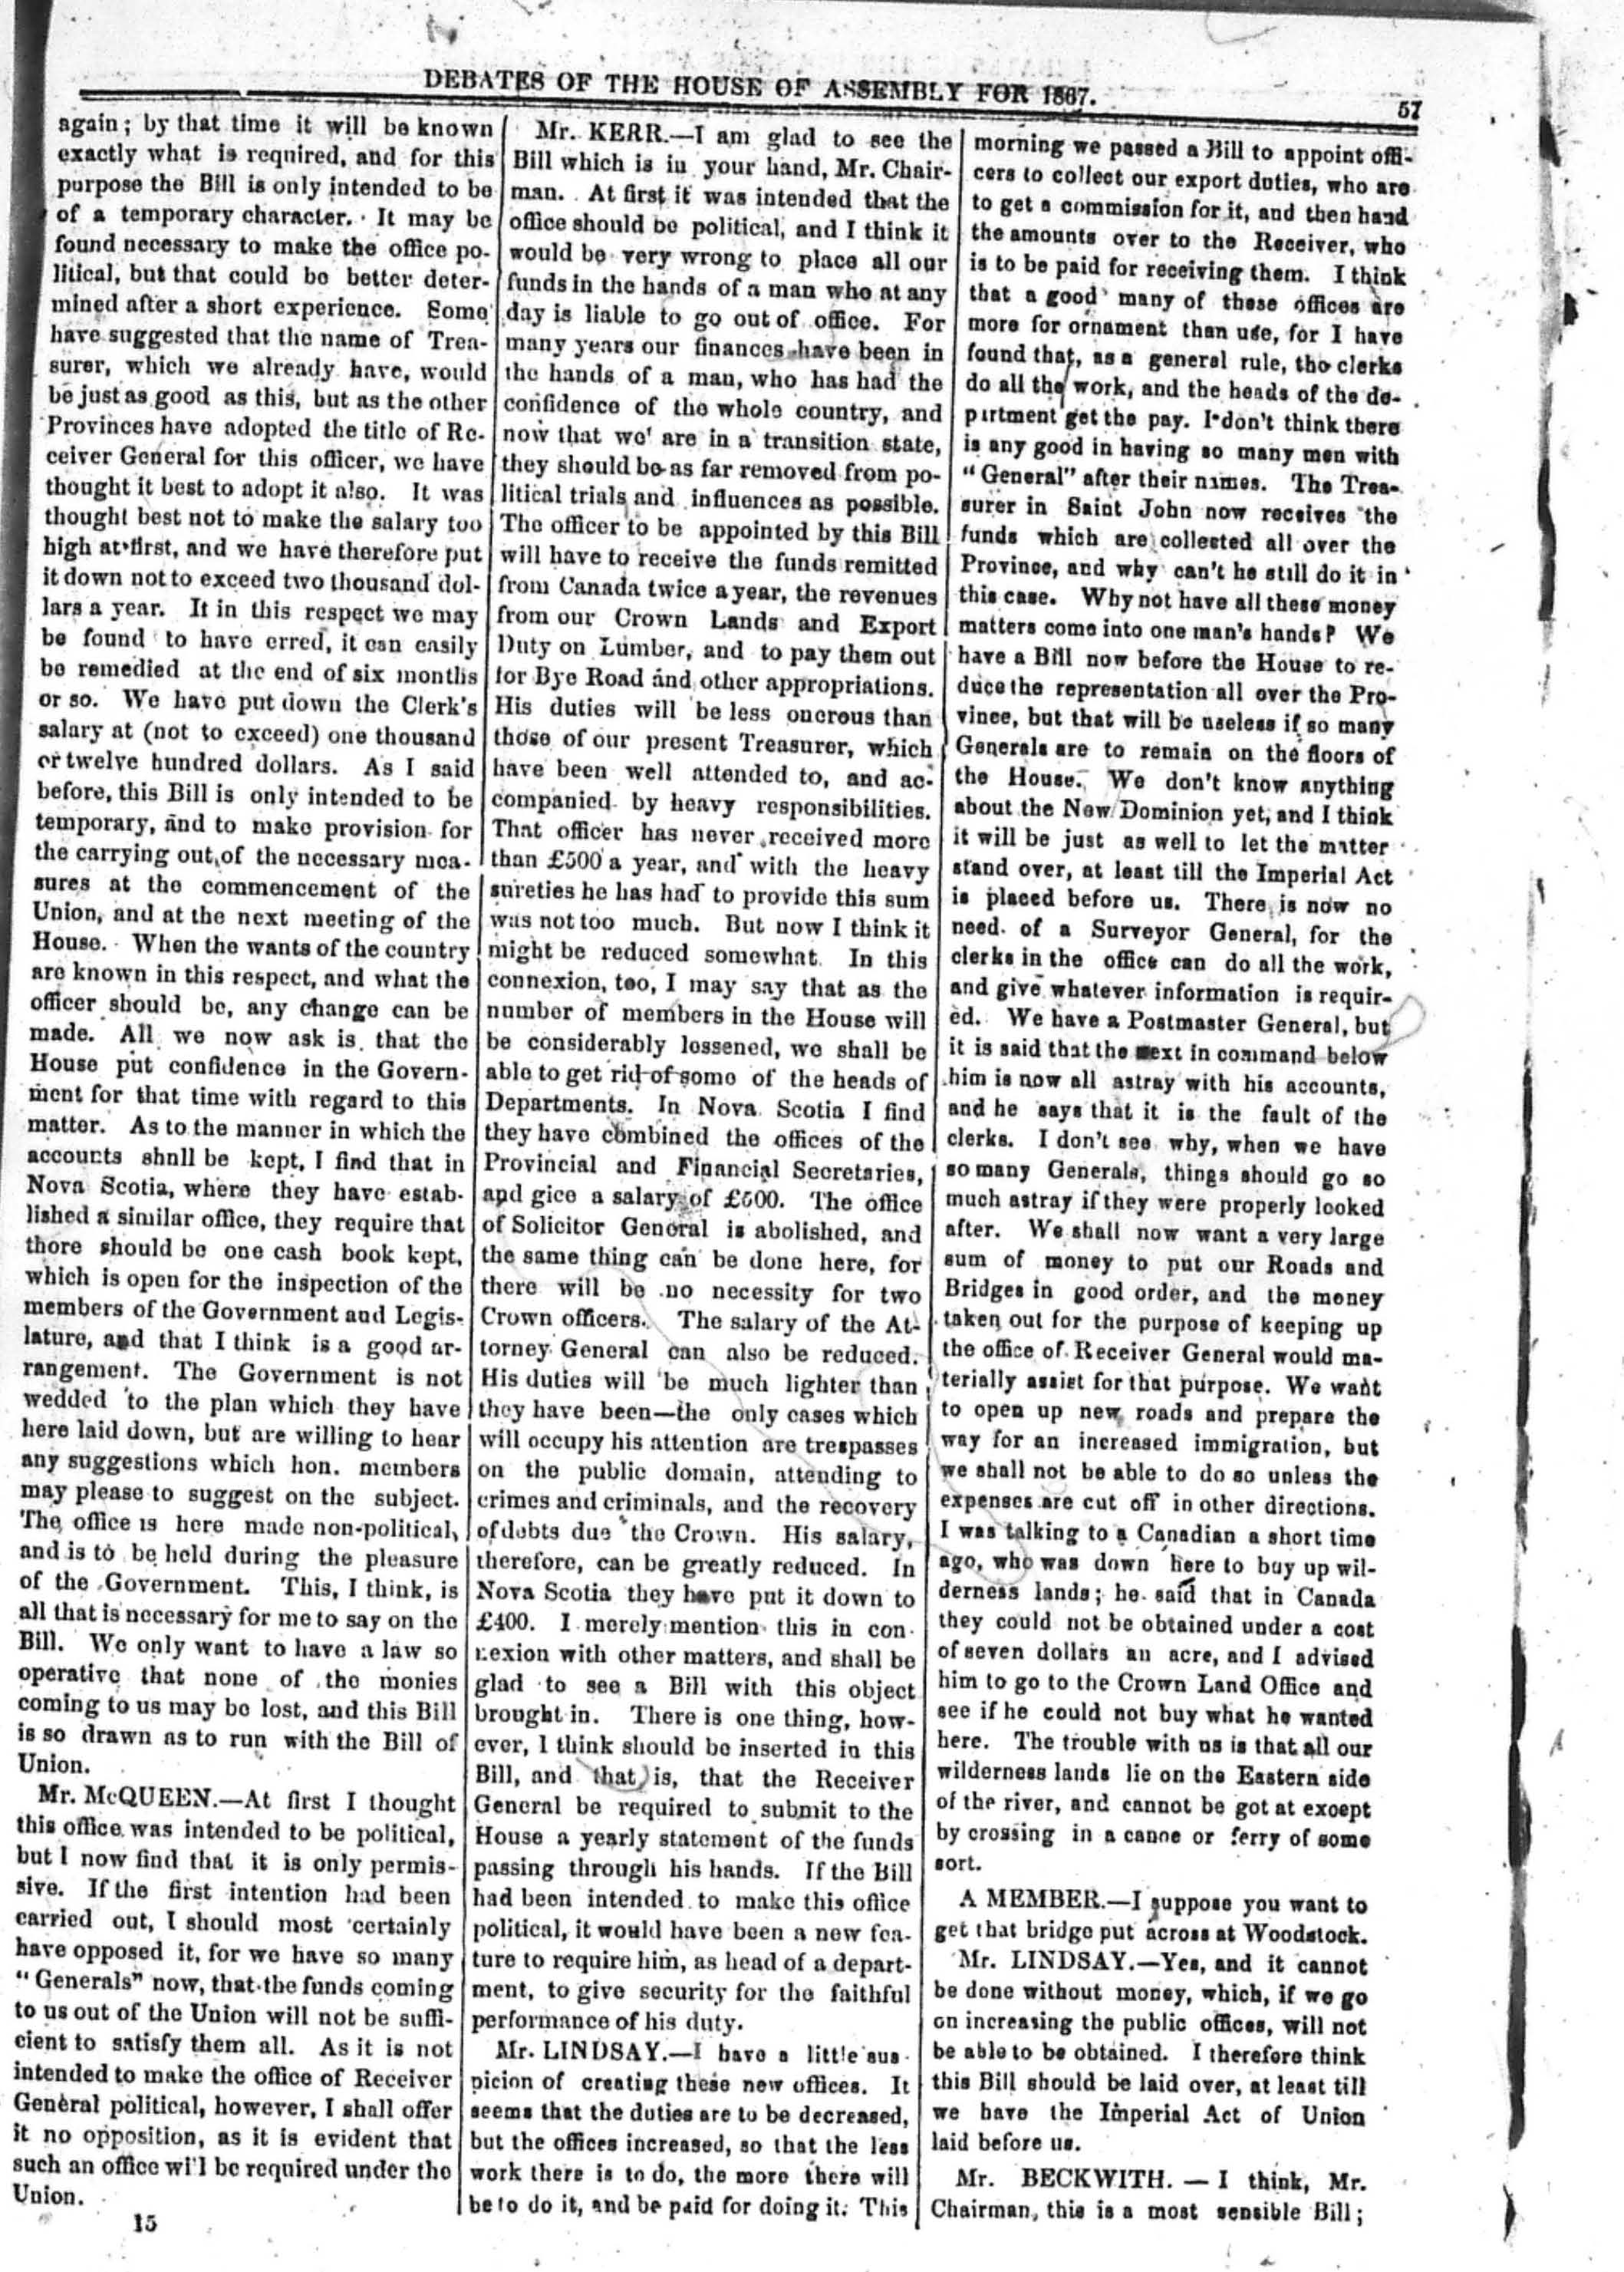 DEBATES OF THE HOUSE OF ASSEMBLY FOR 1867.
57
again; by that time it will be known
exactly what is required, and for this
purpose the Bill is only intended to be
of a temporary character. It may be
found necessary to make the office po-
litical, but that could be better deter-
mined after a short experience. Some
have suggested that the name of Trea-
surer, which we already have, would
be just as good as this, but as the other
Provinces have adopted the title of Re-
ceiver General for this officer, we have
thought it best to adopt it also. It was
thought best not to make the salary too
high at first, and we have therefore put
it down not to exceed two thousand dol-
lars a year. If in this respect we may
be found to have erred, it can easily
be remedied at the end of six months
or so. We have put down the Clerk's
salary at (not to exceed) one thousand
or twelve hundred dollars. As I said
before, this Bill is only intended to be
temporary, and to make provision for
the carrying out of the necessary mea-
sures at the commencement of the
Union, and at the next meeting of the
House. When the wants of the country
are known in this respect, and what the
officer should be, any change can be
made. All we now ask is that the
House put confidence in the Govern-
ment for that time with regard to this
matter. As to the manner in which the
accounts shall be kept, I find that in
Nova Scotia, where they have estab-
lished a similar office, they require that
there should be one cash book kept,
which is open for the inspection of the
members of the Government and Legis-
lature, and that I think is a good ar-
rangement. The Government is not
wedded to the plan which they have
here laid down, but are willing to hear
any suggestions which hon. members
may please to suggest on the subject.
The office is here made non-political,
and is to be held during the pleasure
of the Government. This, I think, is
all that is necessary for me to say on the
Bill. We only want to have a law so
operative that none of the monies
coming to us may be lost, and this Bill
is so drawn as to run with the Bill of
Union.
Mr. McQUEEN.—At first I thought
this office was intended to be political,
but I now find that it is only permis-
sive. If the first intention had been
carried out, I should most certainly
have opposed it, for we have so many
"Generals" now, that the funds coming
to us out of the Union will not be suffi-
cient to satisfy them all. As it is not
intended to make the office of Receiver
General political, however, I shall offer
it no opposition, as it is evident that
such an office will be required under the
Union.
15
Mr. KERR.—I am glad to see the
Bill which is in your hand, Mr. Chair-
man. At first it was intended that the
office should be political, and I think it
would be very wrong to place all our
funds in the hands of a man who at any
day is liable to go out of office. For
many years our finances have been in
the hands of a man, who has had the
confidence of the whole country, and
now that we are in a transition state,
they should be as far removed from po-
litical trials and influences as possible.
The officer to be appointed by this Bill
will have to receive the funds remitted
from Canada twice a year, the revenues
from our Crown Lands and Export
Duty on Lumber, and to pay them out
for Bye Road and other appropriations.
His duties will be less onerous than
those of our present Treasurer, which
have been well attended to, and ac-
companied by heavy responsibilities.
That officer has never received more
than £500 a year, and with the heavy
sureties he has had to provide this sum
was not too much. But now I think it
might be reduced somewhat. In this
connexion, too, I may say that as the
number of members in the House will
be considerably lessened, we shall be
able to get rid of some of the heads of
Departments. In Nova Scotia I find
they have combined the offices of the
Provincial and Financial Secretaries,
and gice a salary of £600. The office
of Solicitor General is abolished, and
the same thing can be done here, for
there will be no necessity for two
Crown officers. The salary of the At-
torney General can also be reduced.
His duties will be much lighter than
they have been—the only cases which
will occupy his attention are trespasses
on the public domain, attending to
crimes and criminals, and the recovery
of debts due the Crown. His salary,
therefore, can be greatly reduced. In
Nova Scotia they have put it down to
£400. I merely mention this in con-
nexion with other matters, and shall be
glad to see a Bill with this object
brought in. There is one thing, how-
ever, I think should be inserted in this
Bill, and that is, that the Receiver
General be required to submit to the
House a yearly statement of the funds
passing through his hands. If the Bill
had been intended to make this office
political, it would have been a new fea-
ture to require him, as head of a depart-
ment, to give security for the faithful
performance of his duty.
Mr. LINDSAY.—I have a little sus-
picion of creating these new offices. It
seems that the duties are to be decreased,
but the offices increased, so that the less
work there is to do, the more there will
be to do it, and be paid for doing it. This
morning we passed a Bill to appoint offi-
cers to collect our export duties, who are
to get a commission for it, and then hand
the amounts over to the Receiver, who
is to be paid for receiving them. I think
that a good many of these offices are
more for ornament than use, for I have
found that, as a general rule, the clerks
do all the work, and the heads of the de-
partment get the pay. I don't think there
is any good in having so many men with
"General" after their names. The Trea-
surer in Saint John now receives the
funds which are collected all over the
Province, and why can't he still do it in
this case. Why not have all these money
matters come into one man's hands? We
have a Bill now before the House to re-
duce the representation all over the Pro-
vince, but that will be useless if so many
Generals are to remain on the floors of
the House. We don't know anything
about the New Dominion yet, and I think
it will be just as well to let the matter
stand over, at least till the Imperial Act
is placed before us. There is now no
need of a Surveyor General, for the
clerks in the office can do all the work,
and give whatever information is requir-
ed. We have a Postmaster General, but
it is said that the next in command below
him is now all astray with his accounts,
and he says that it is the fault of the
clerks. I don't see why, when we have
so many Generals, things should go so
much astray if they were properly looked
after. We shall now want a very large
sum of money to put our Roads and
Bridges in good order, and the money
taken out for the purpose of keeping up
the office of Receiver General would ma-
terially assist for that purpose. We want
to open up new roads and prepare the
way for an increased immigration, but
we shall not be able to do so unless the
expenses are cut off in other directions.
I was talking to a Canadian a short time
ago, who was down here to buy up wil-
derness lands; he said that in Canada
they could not be obtained under a cost
of seven dollars an acre, and I advised
him to go to the Crown Land Office and
see if he could not buy what he wanted
here. The trouble with us is that all our
wilderness lands lie on the Eastern side
of the river, and cannot be got at except
by crossing in a canoe or ferry of some
sort.
A MEMBER.—I suppose you want to
get that bridge put across at Woodstock.
Mr. LINDSAY.—Yes, and it cannot
be done without money, which, if we go
on increasing the public offices, will not
be able to be obtained. I therefore think
this Bill should be laid over, at least till
we have the Imperial Act of Union
laid before us.
Mr. BECKWITH.—I think, Mr.
Chairman, this is a most sensible Bill;